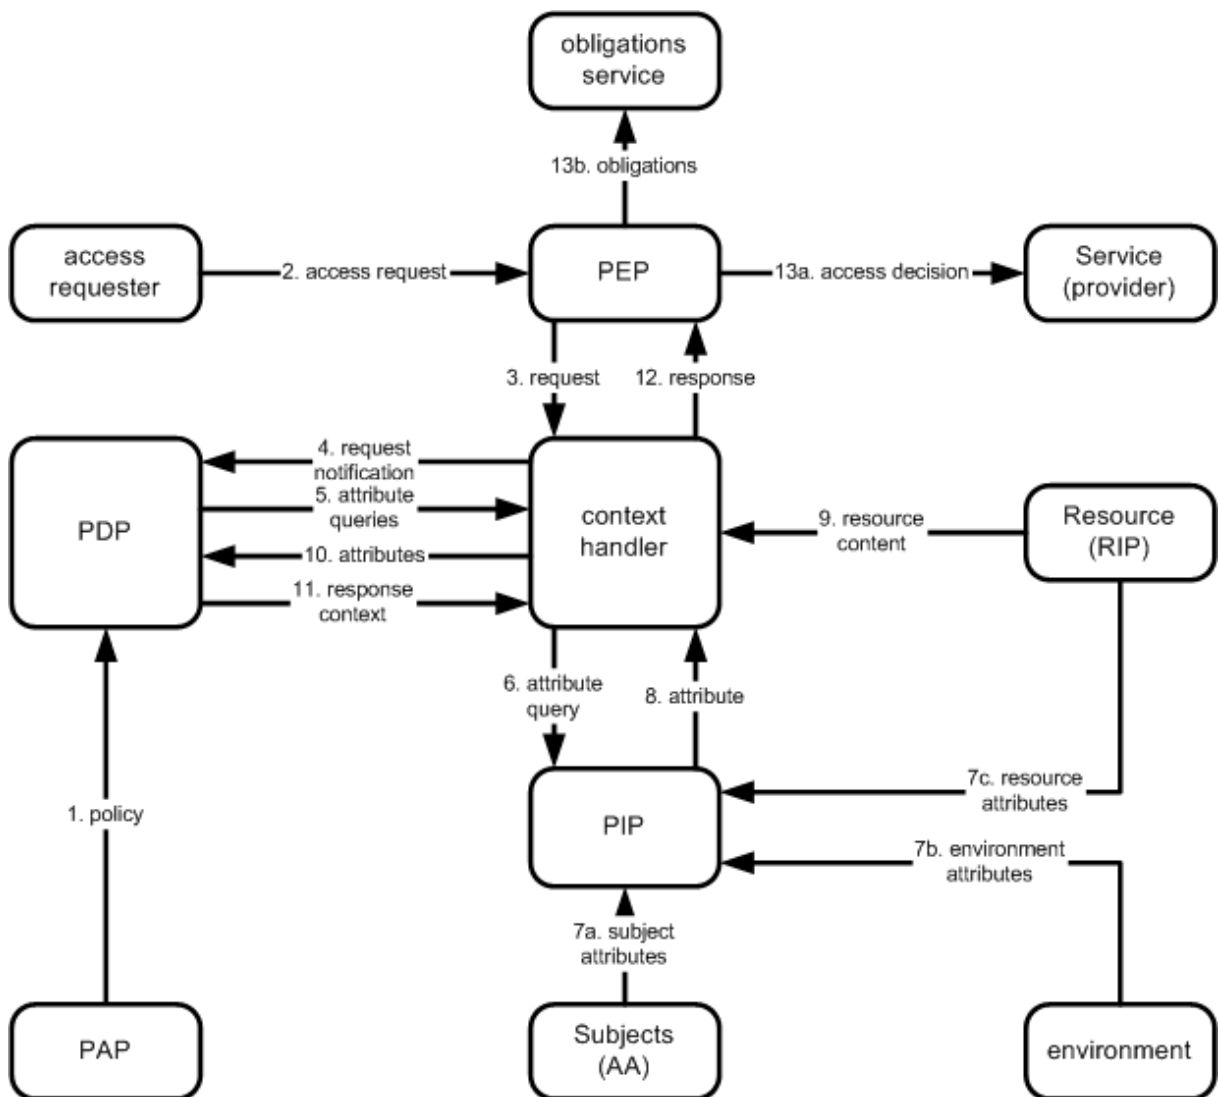 obligations
service
13b. obligations
access
requester
2. access request
PEP
13a. access decision
Service
(provider)
3. request
12. response
4. request
notification
5. attribute
queries
PDP
10. attributes
11. response
context
context
handler
9. resource
content
Resource
(RIP)
6. attribute
query
8. attribute
1. policy
PIP
7c. resource
attributes
7b. environment
attributes
7a. subject
attributes
PAP
Subjects
(AA)
environment